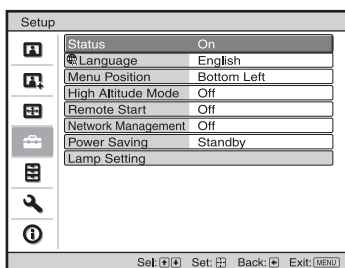 Setup
Status On
Language English
Menu Position Bottom Left
High Altitude Mode Off
Remote Start Off
Network Management Off
Power Saving Standby
Lamp Setting
Sel: Set: Back: Exit: MENU